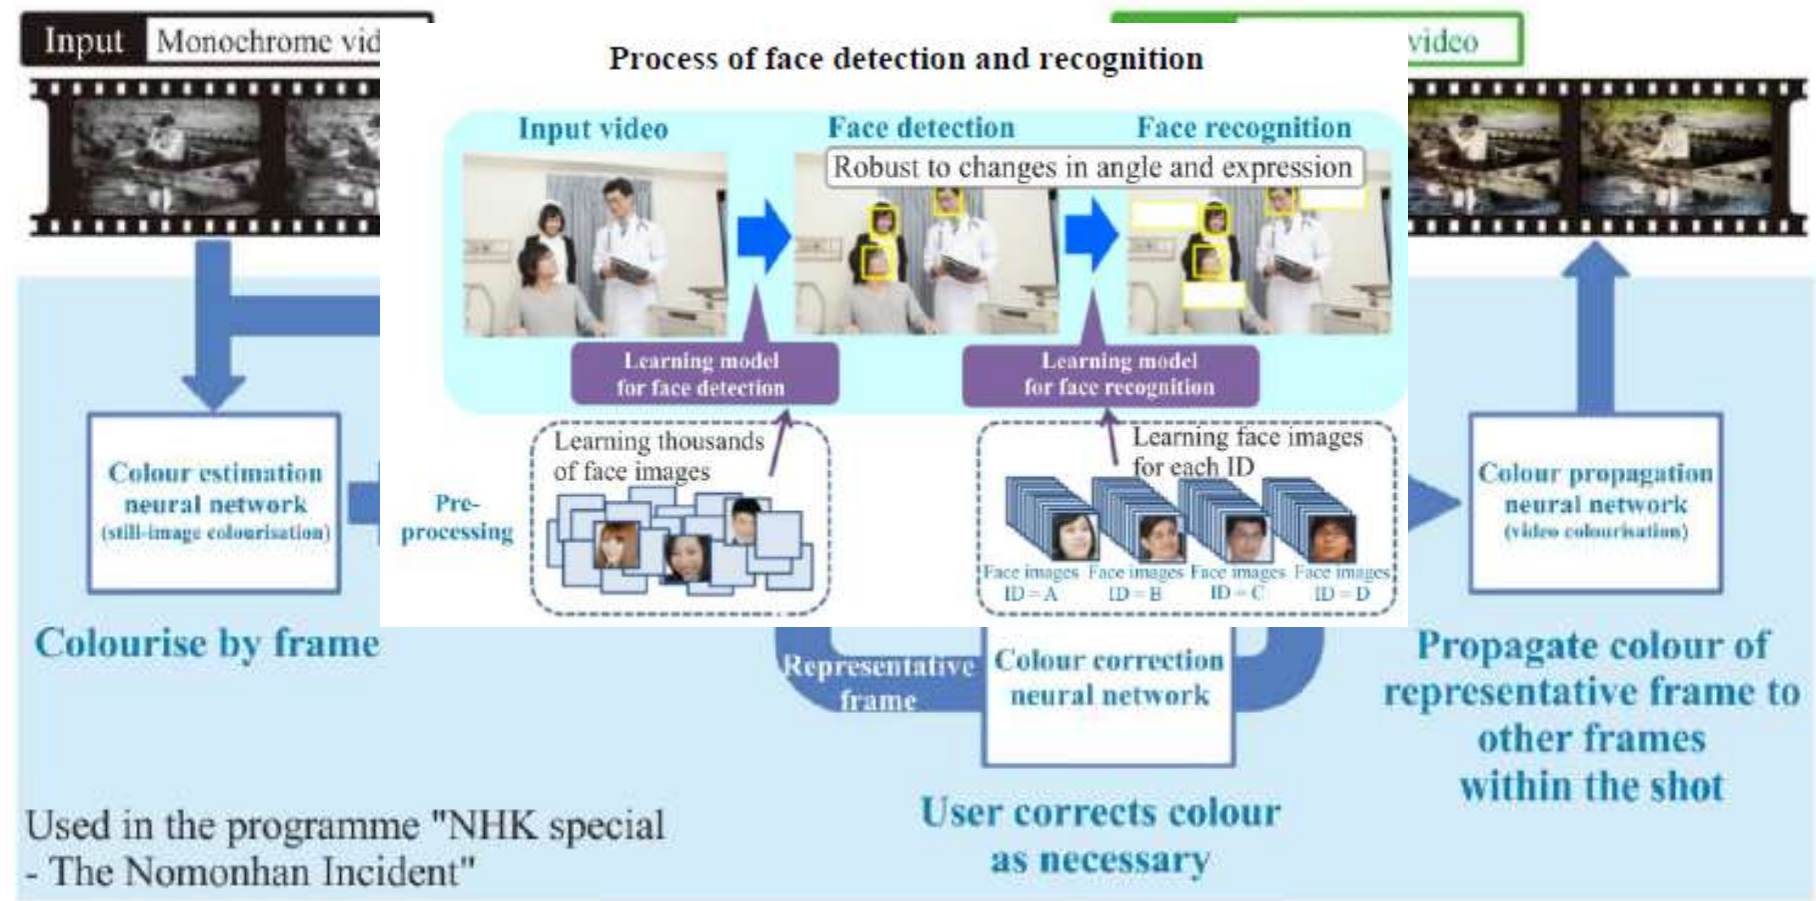 Input
Monochrome vid
video
Process of face detection and recognition
Input video
Face detection
Face recognition
Robust to changes in angle and expression
Learning model
for face detection
Learning model
for face recognition
Learning thousands
of face images
Learning face images
for each ID
Pre-
processing
Face images
ID = A
Face images
ID = B
Face images
ID = C
Face images
ID = D
Colour estimation
neural network
(still-image colourisation)
Colour propagation
neural network
(video colourisation)
Colourise by frame
Representative
frame
Colour correction
neural network
Propagate colour of
representative frame to
other frames
within the shot
User corrects colour
as necessary
Used in the programme "NHK special
- The Nomonhan Incident"